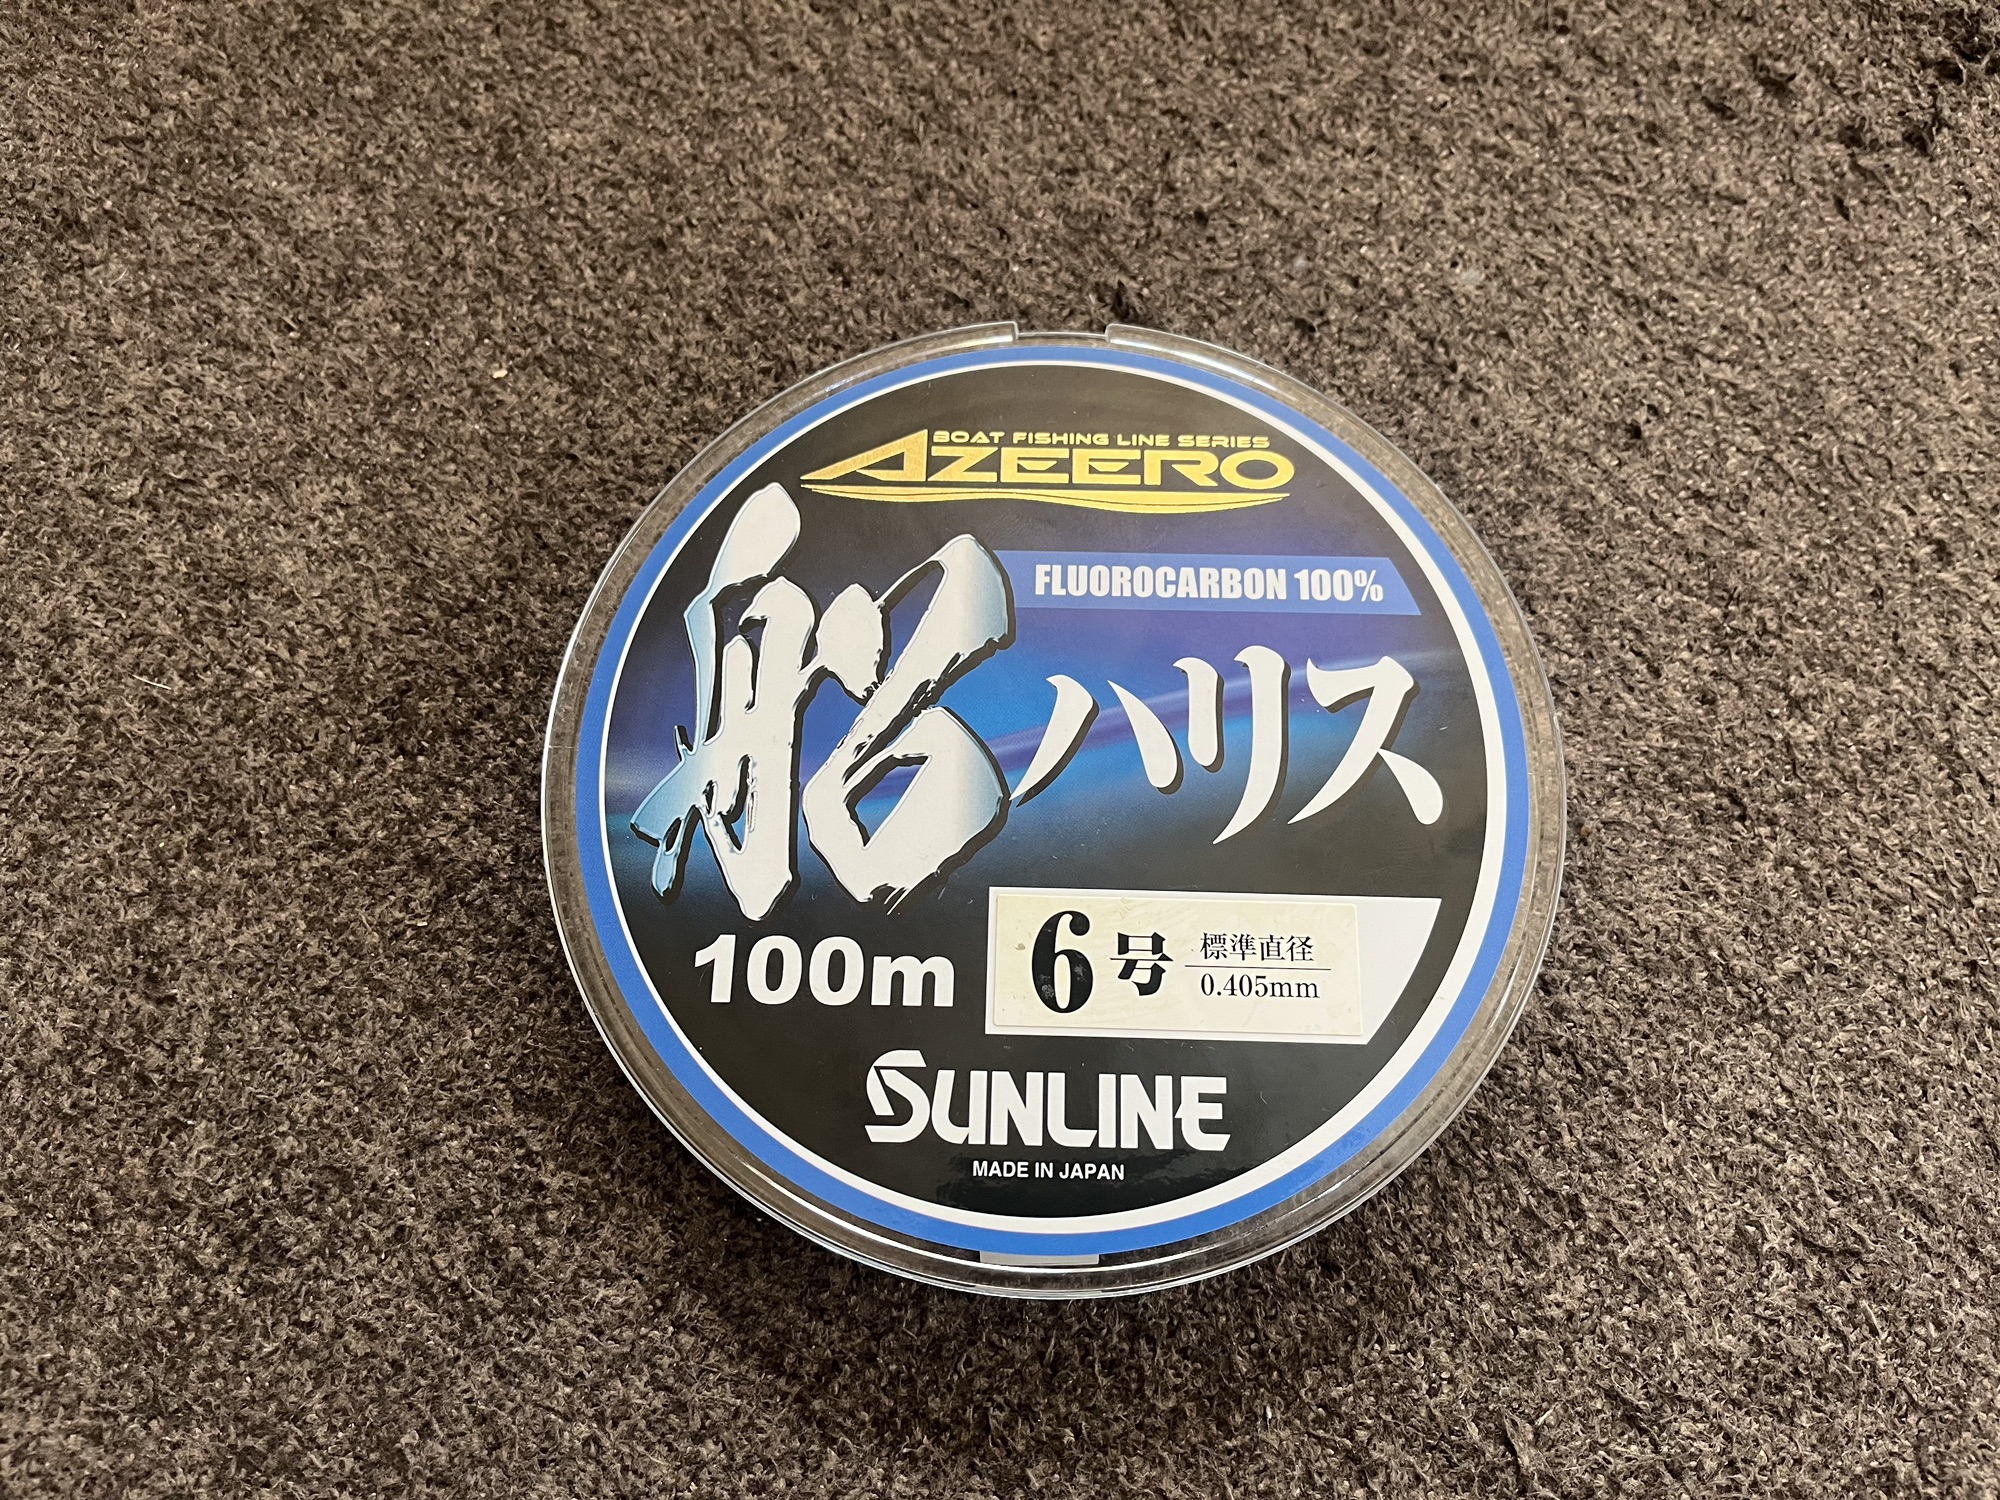 BOAT FISHING LINE SERIES
AZEERO
FLUOROCARBON 100%
船ハリス
100m
6号 標準直径
0.405mm
SUNLINE
MADE IN JAPAN